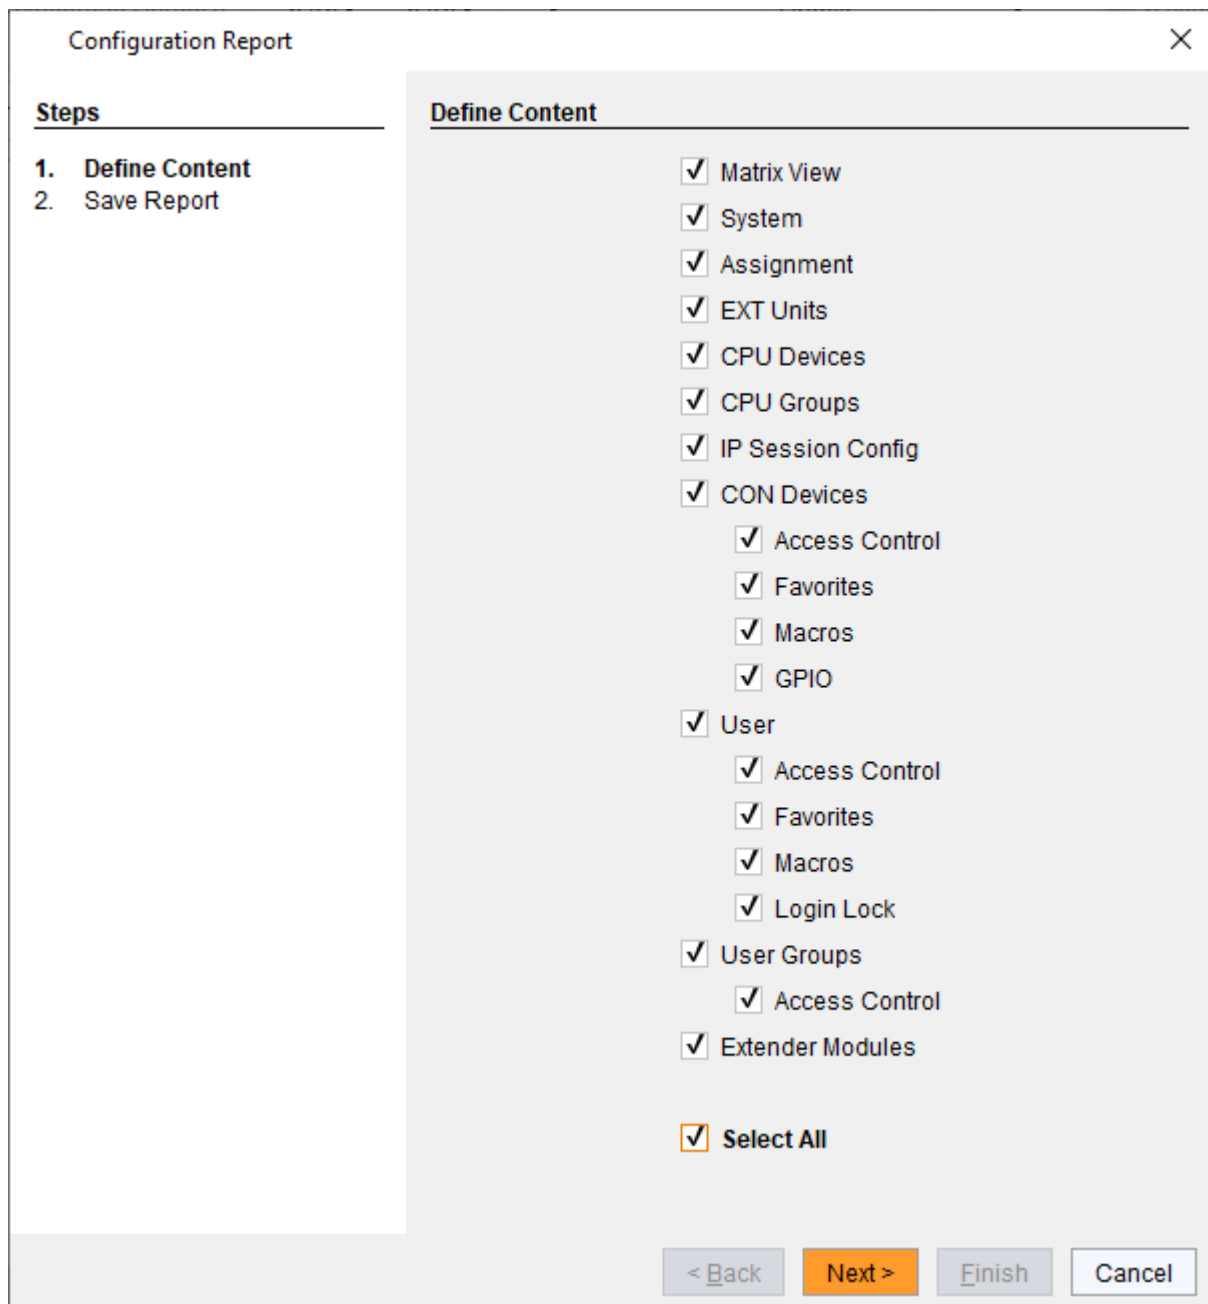 Configuration Report
Steps
1. Define Content
2. Save Report
Define Content
Matrix View
System
Assignment
EXT Units
CPU Devices
CPU Groups
IP Session Config
CON Devices
Access Control
Favorites
Macros
GPIO
User
Access Control
Favorites
Macros
Login Lock
User Groups
Access Control
Extender Modules
Select All
< Back Next > Finish Cancel